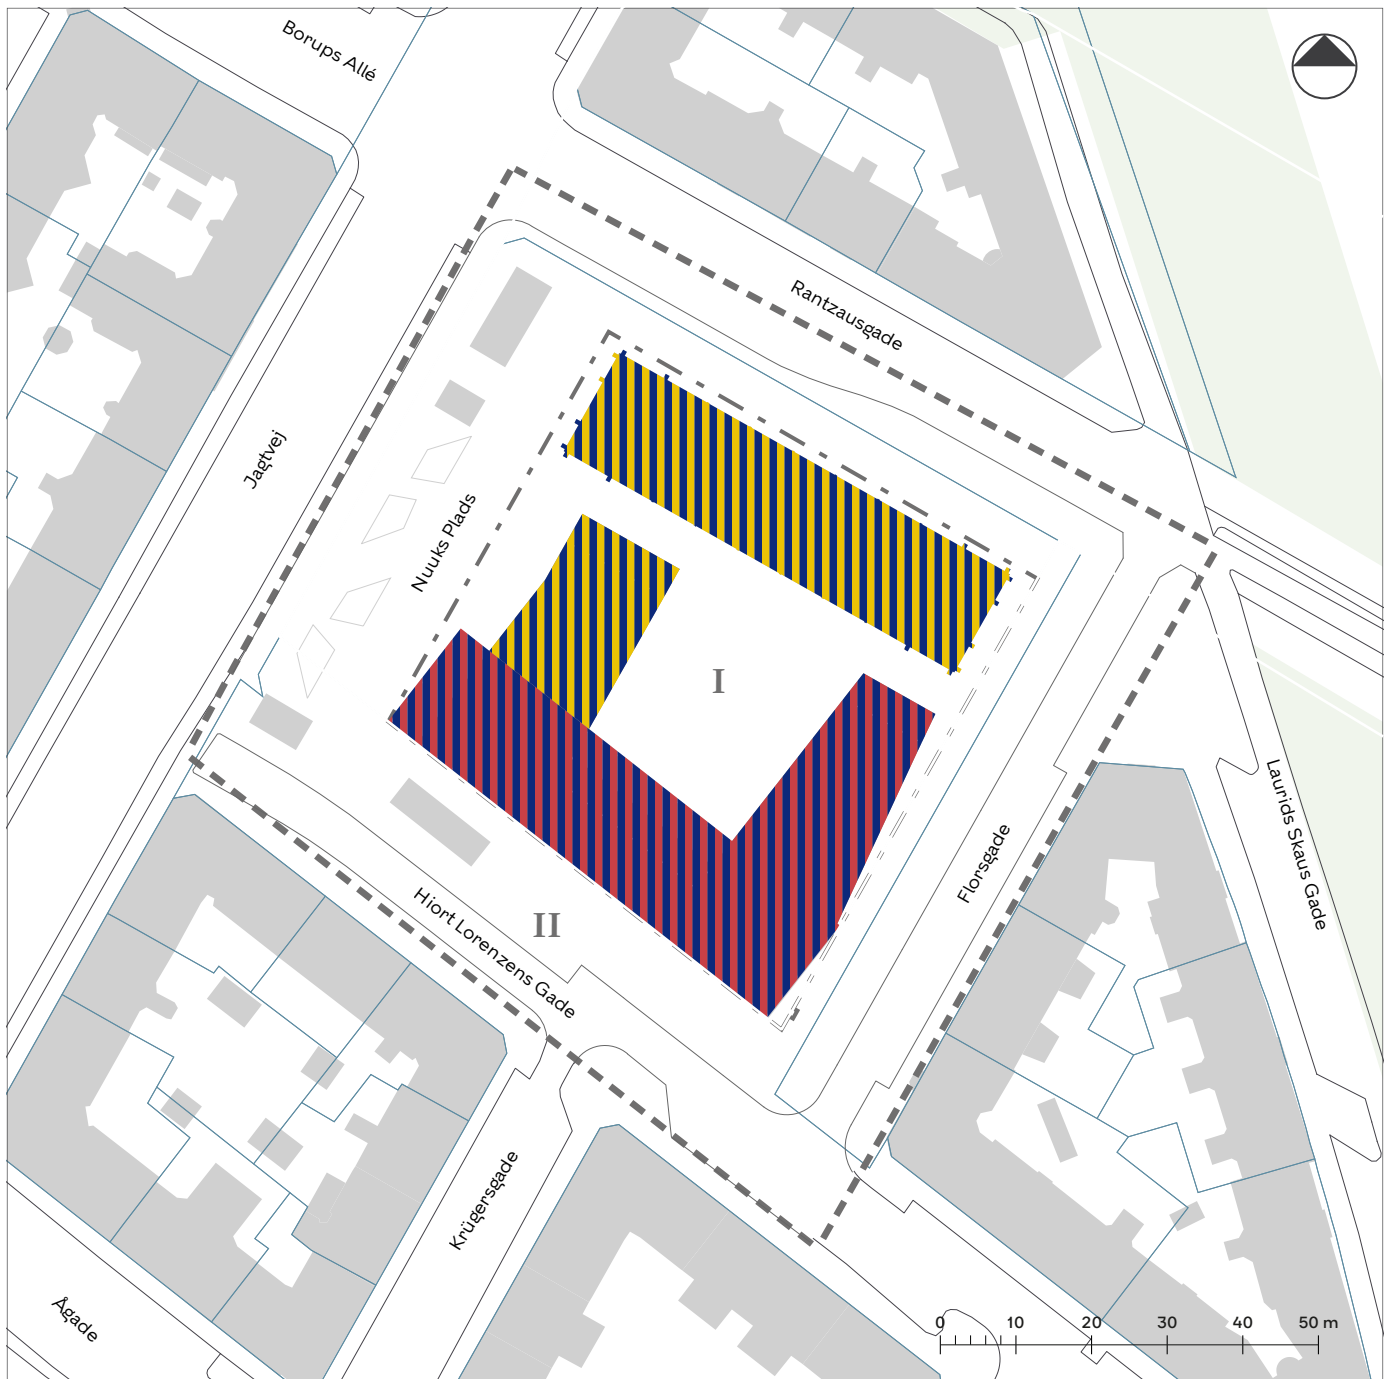 Borups Allé
Rantzausgade
Jagtvej
Nuuks Plads
I
Laurids Skaus Gade
Florsgade
II
Hiort Lorenzens Gade
Krügersgade
Ågade
0 10 20 30 40 50 m